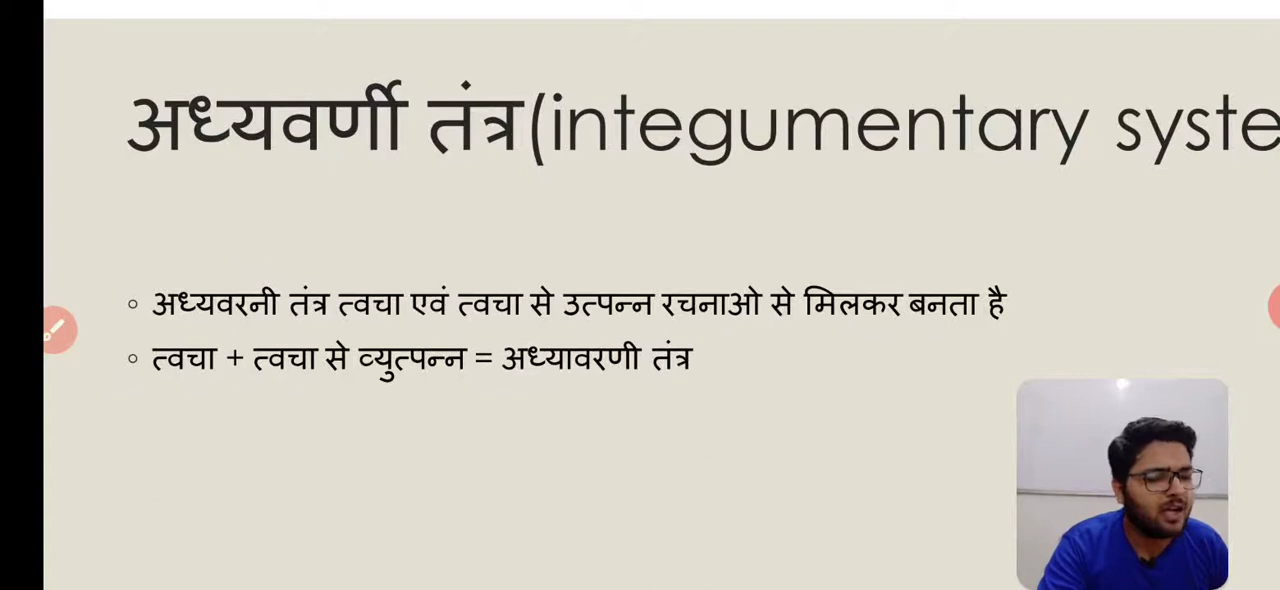 अध्यवर्णी तंत्र(integumentary syste
अध्यवरनी तंत्र त्वचा एवं त्वचा से उत्पन्न रचनाओ से मिलकर बनता है
त्वचा + त्वचा से व्युत्पन्न = अध्यावरणी तंत्र